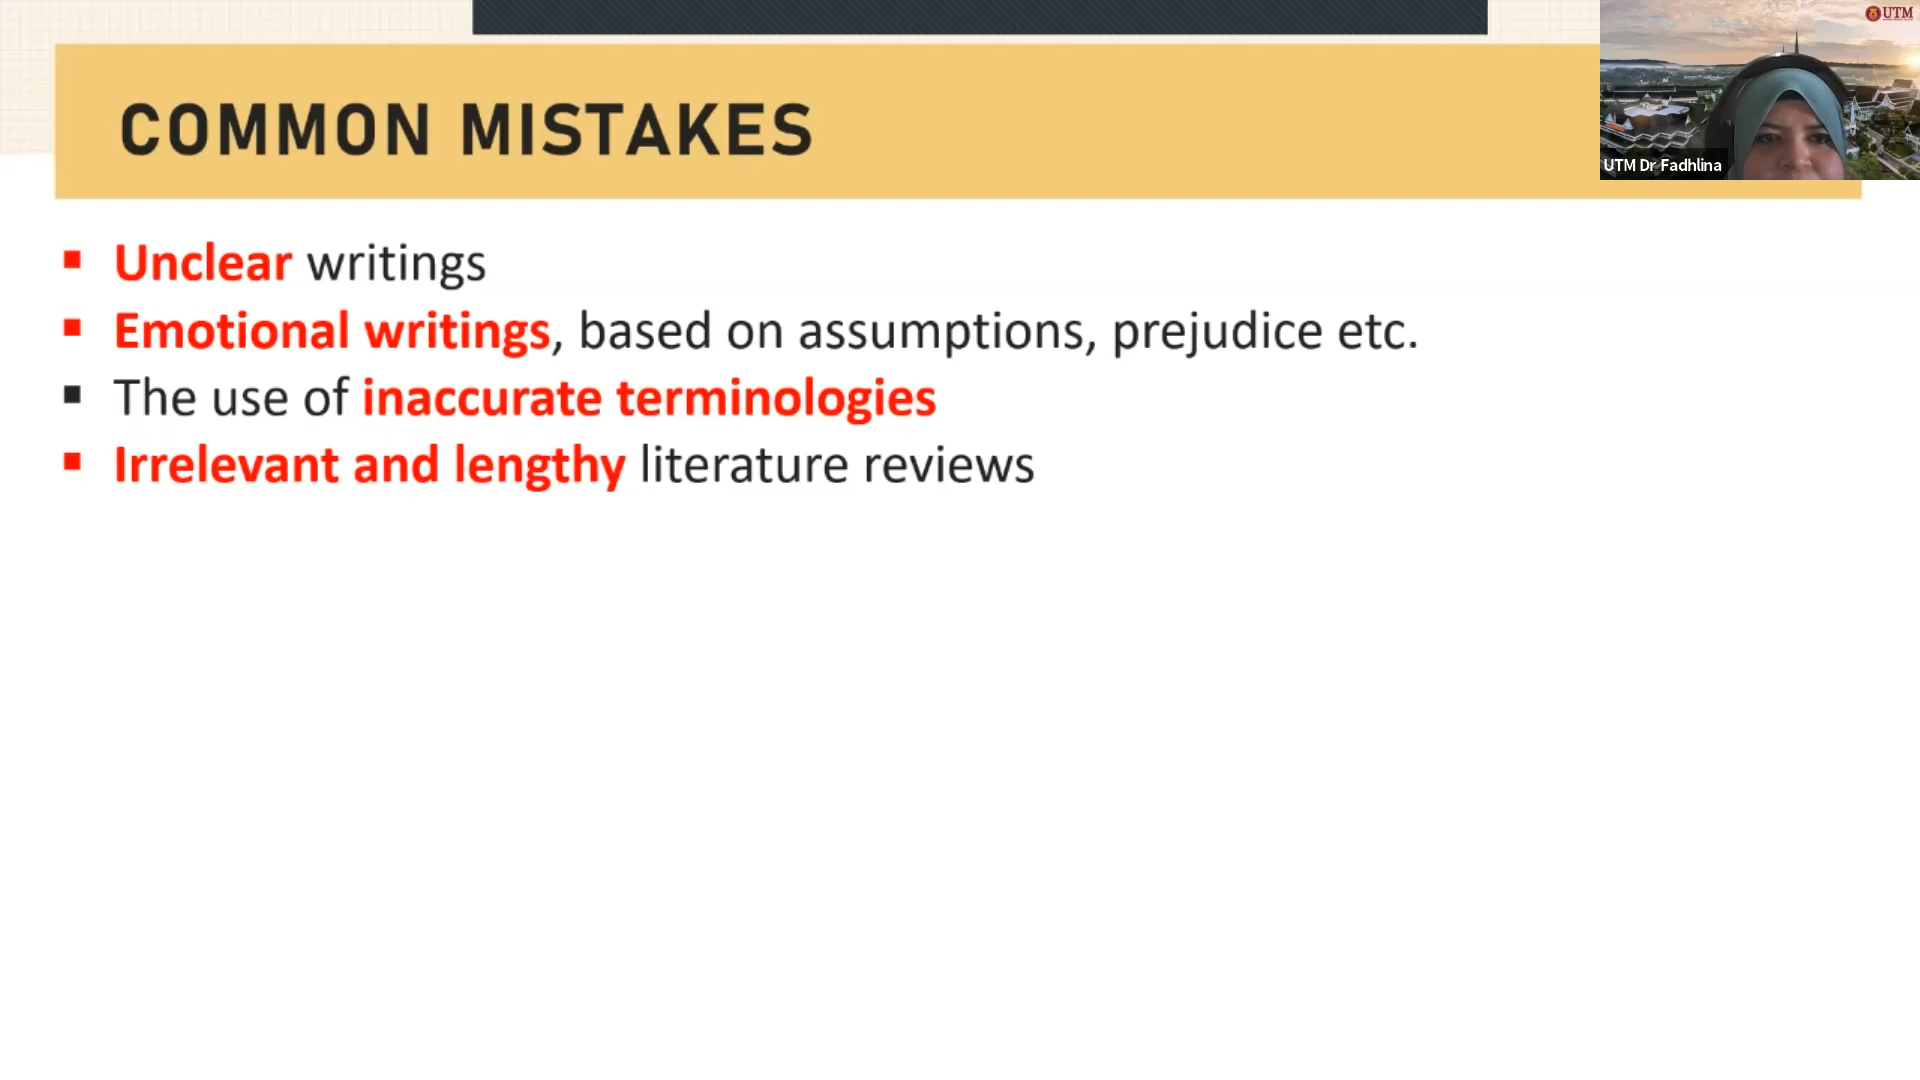 COMMON MISTAKES
UTM
UTM Dr Fadhlina
▪ Unclear writings
▪ Emotional writings, based on assumptions, prejudice etc.
▪ The use of inaccurate terminologies
▪ Irrelevant and lengthy literature reviews